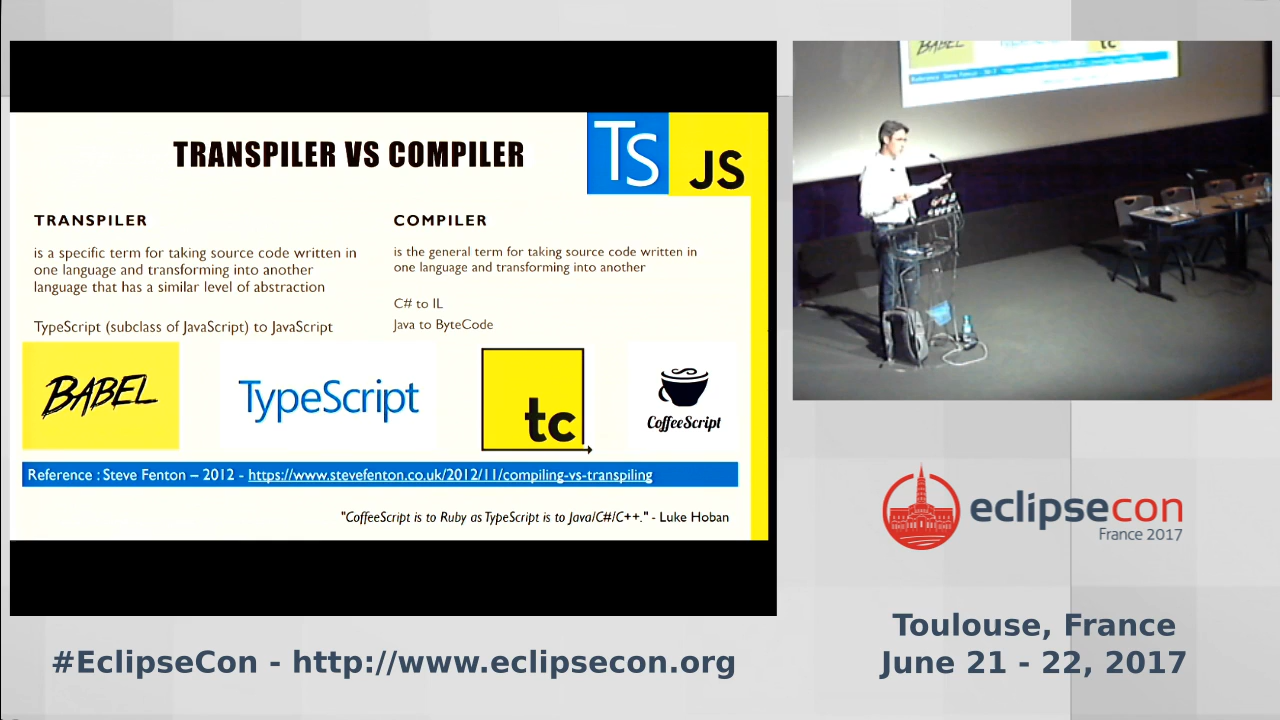 TRANSPILER VS COMPILER
TS
JS
TRANSPILER
is a specific term for taking source code written in
one language and transforming into another
language that has a similar level of abstraction
TypeScript (subclass of JavaScript) to JavaScript
COMPILER
is the general term for taking source code written in
one language and transforming into another
C# to IL
Java to ByteCode
BABEL
TypeScript
tc
CoffeeScript
Reference : Steve Fenton – 2012 - https://www.stevefenton.co.uk/2012/11/compiling-vs-transpiling
"CoffeeScript is to Ruby as TypeScript is to Java/C#/C++." - Luke Hoban
BABEL
tc
eclipsecon
France 2017
Toulouse, France
June 21 - 22, 2017
#EclipseCon - http://www.eclipsecon.org